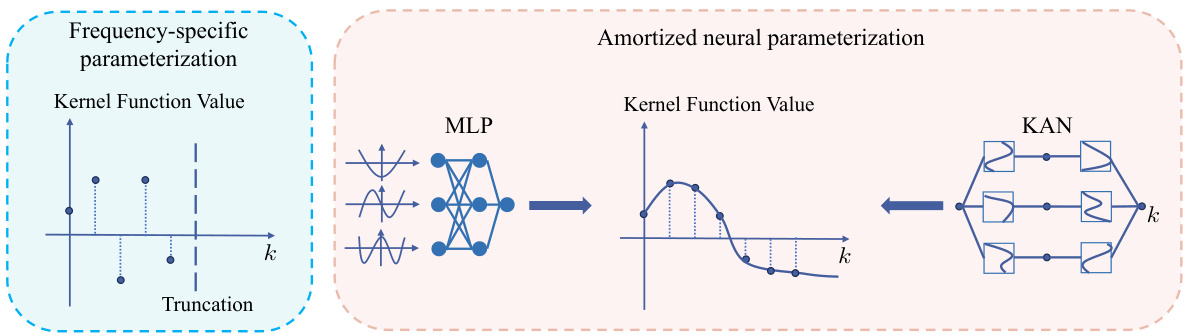 Frequency-specific
parameterization
Kernel Function Value
k
Truncation
Amortized neural parameterization
MLP
Kernel Function Value
k
KAN
k